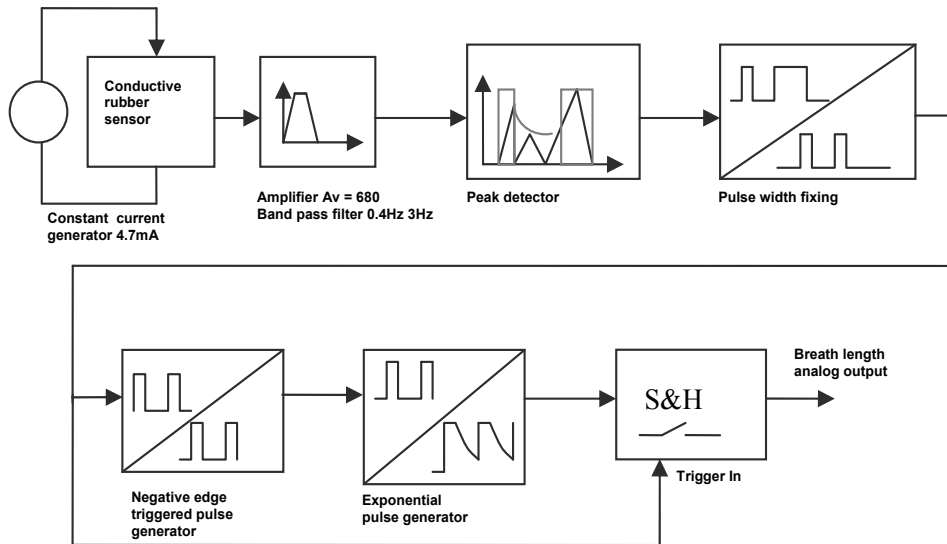 Conductive
rubber
sensor
Constant current
generator 4.7mA
Amplifier Av = 680
Band pass filter 0.4Hz 3Hz
Peak detector
Pulse width fixing
Negative edge
triggered pulse
generator
Exponential
pulse generator
S&H
Trigger In
Breath length
analog output